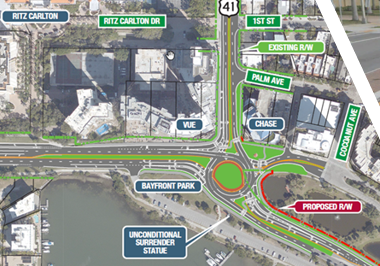 41
RITZ CARLTON
RITZ CARLTON DR
1ST ST
EXISTING R/W
PALM AVE
COCOANUT AVE
VUE
CHASE
BAYFRONT PARK
PROPOSED R/W
UNCONDITIONAL
SURRENDER
STATUE